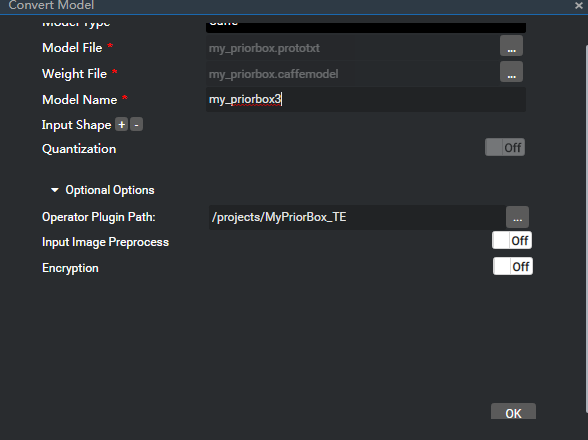 Convert Model ×
Model Type Caffe
Model File * my_priorbox.prototxt ...
Weight File * my_priorbox.caffemodel ...
Model Name * my_priorbox3
Input Shape + -
Quantization Off
Optional Options
Operator Plugin Path: /projects/MyPriorBox_TE ...
Input Image Preprocess Off
Encryption Off
OK